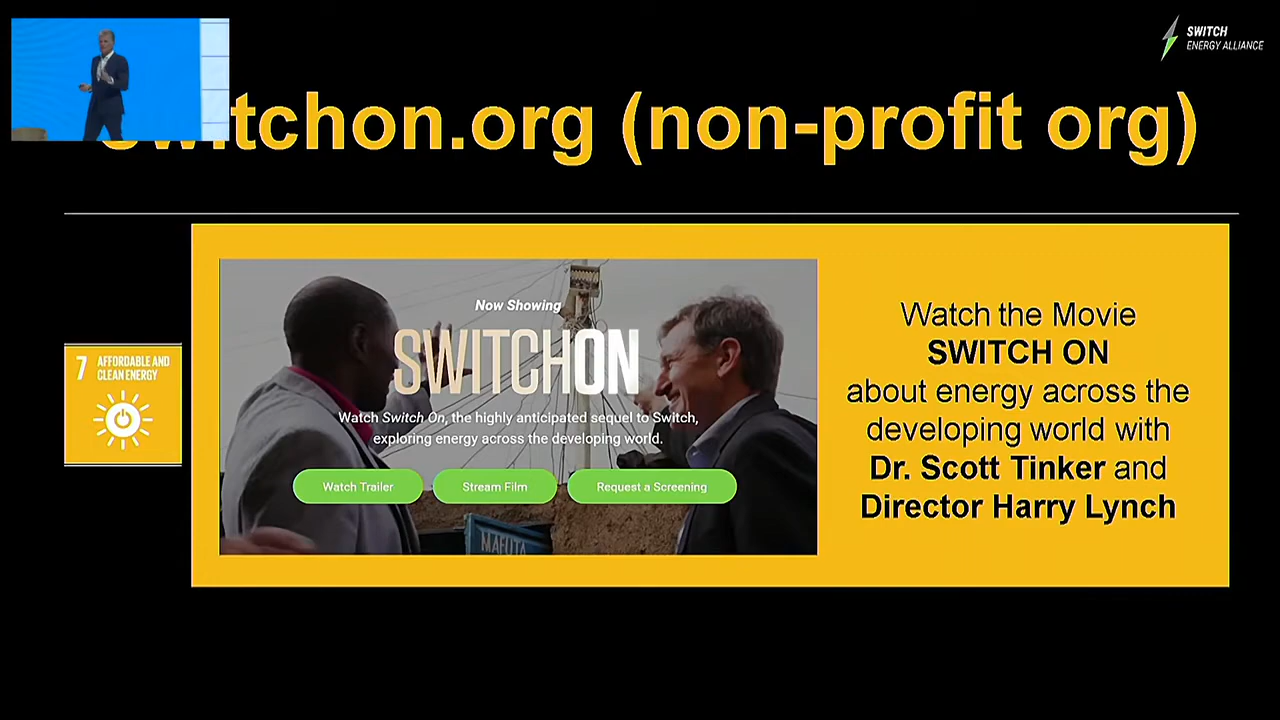 SWITCH
ENERGY ALLIANCE
switchon.org (non-profit org)
7 AFFORDABLE AND
CLEAN ENERGY
Now Showing
SWITCHON
Watch Switch On, the highly anticipated sequel to Switch,
exploring energy across the developing world.
Watch Trailer
Stream Film
Request a Screening
MAFUTA
Watch the Movie
SWITCH ON
about energy across the
developing world with
Dr. Scott Tinker and
Director Harry Lynch